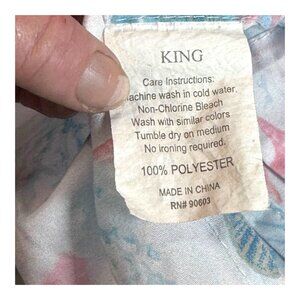 KING
Care Instructions:
achine wash in cold water
Non-Chlorine Bleach
Wash with similar colors
Tumble dry on medium
No ironing required.
100% POLYESTER
MADE IN CHINA
RN# 90603